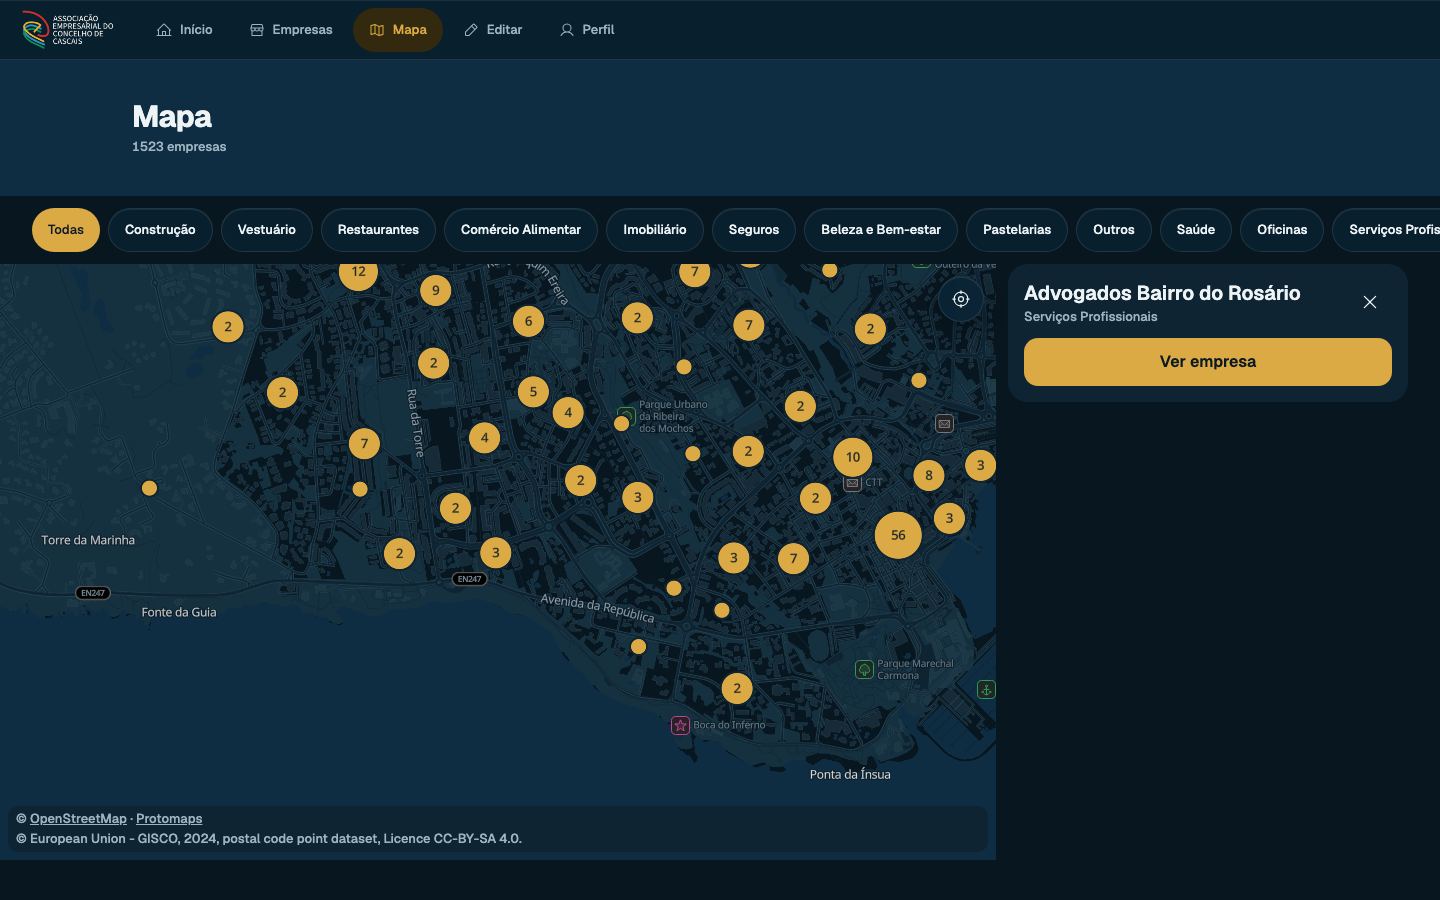 ASSOCIAÇÃO
EMPRESARIAL DO
CONCELHO DE
CASCAIS
Início
Empresas
Mapa
Editar
Perfil
Mapa
1523 empresas
Todas
Construção
Vestuário
Restaurantes
Comércio Alimentar
Imobiliário
Seguros
Beleza e Bem-estar
Pastelarias
Outros
Saúde
Oficinas
Serviços Profis
12
9
7
2
6
2
7
2
2
2
5
4
2
Rua da Torre
Parque Urbano
da Ribeira
dos Mochos
7
4
2
10
3
8
CTT
2
3
2
2
3
56
2
3
3
7
Torre da Marinha
EN247
EN247
Fonte da Guia
Avenida da República
Parque Marechal
Carmona
2
Boca do Inferno
Ponta da Ínsua
© OpenStreetMap · Protomaps
© European Union - GISCO, 2024, postal code point dataset, Licence CC-BY-SA 4.0.
Advogados Bairro do Rosário
Serviços Profissionais
Ver empresa